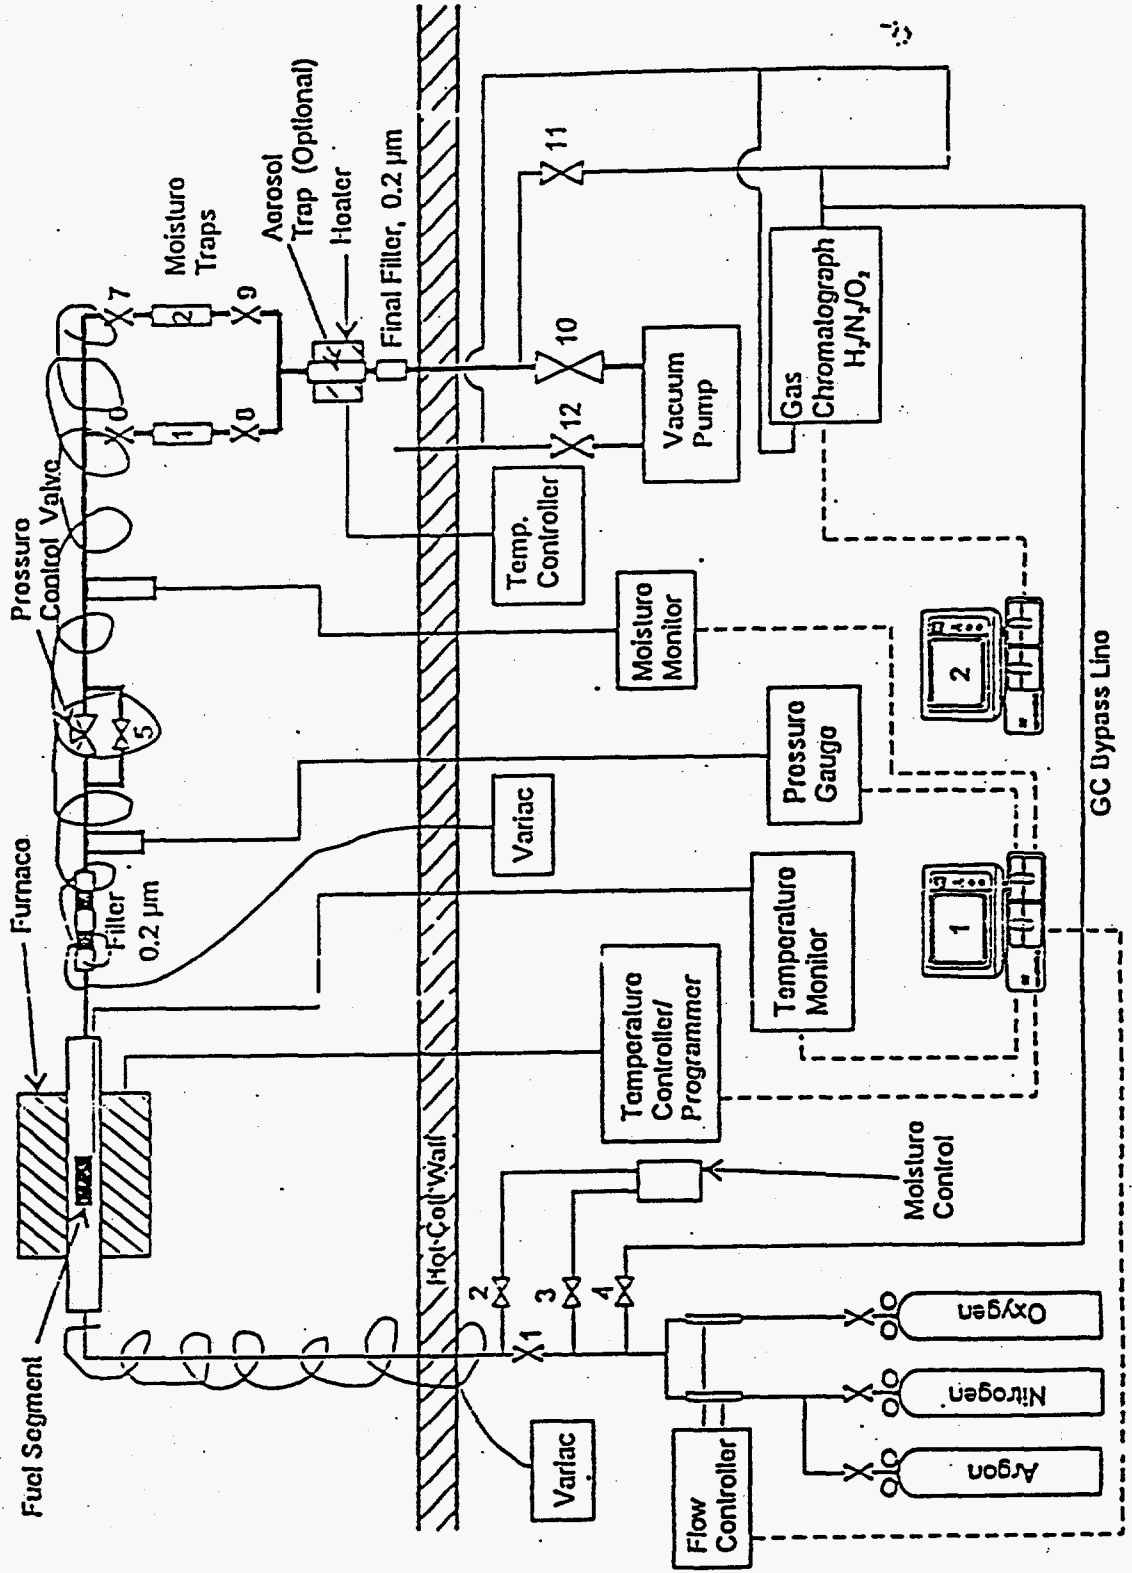 Fuel Segment
Furnace
Filter
0.2 µm
Pressure
Control Valve
5
6
7
1
2
8
9
Moisture
Traps
Aerosol
Trap (Optional)
Heater
Final Filter, 0.2 µm
Hot Cell Wall
Variac
1
2
3
4
Variac
Temp.
Controller
12
10
11
Flow
Controller
Moisture
Control
Temperature
Controller/
Programmer
Temperature
Monitor
Pressure
Gauge
Moisture
Monitor
Vacuum
Pump
Gas
Chromatograph
H₂/N₂/O₂
1
2
Argon
Nitrogen
Oxygen
GC Bypass Line